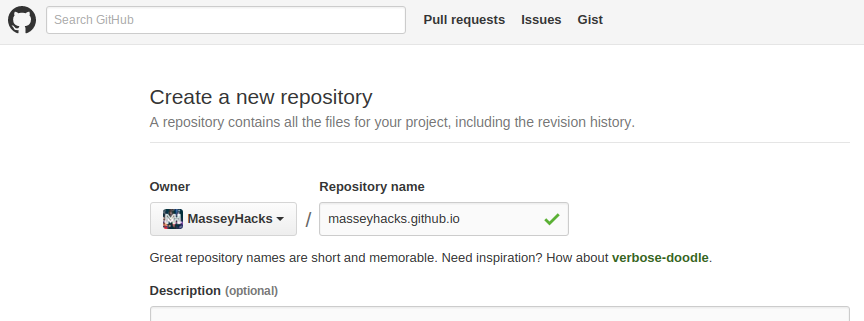 Search GitHub Pull requests Issues Gist
Create a new repository
A repository contains all the files for your project, including the revision history.
Owner Repository name
MasseyHacks / masseyhacks.github.io
Great repository names are short and memorable. Need inspiration? How about verbose-doodle.
Description (optional)